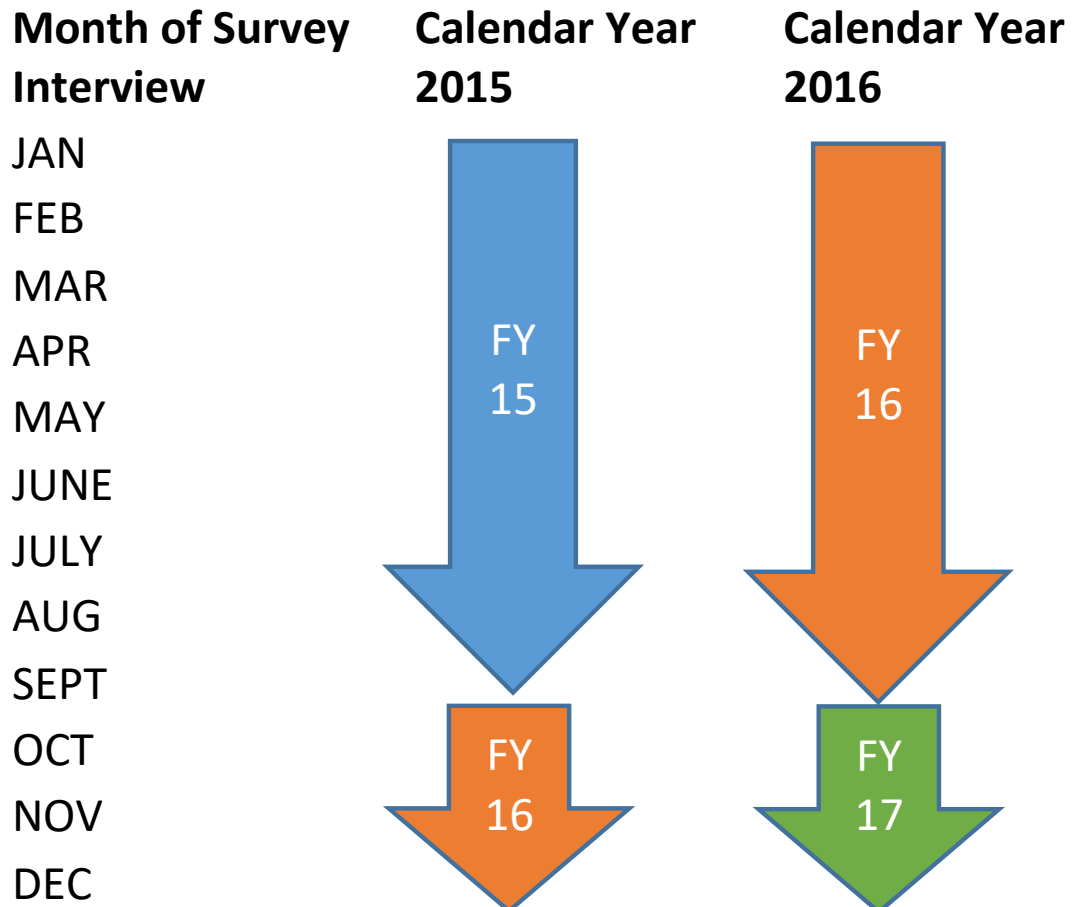 Month of Survey Interview
Calendar Year 2015
Calendar Year 2016
JAN
FEB
MAR
APR
MAY
JUNE
JULY
AUG
SEPT
OCT
NOV
DEC
FY
15
FY
16
FY
16
FY
17